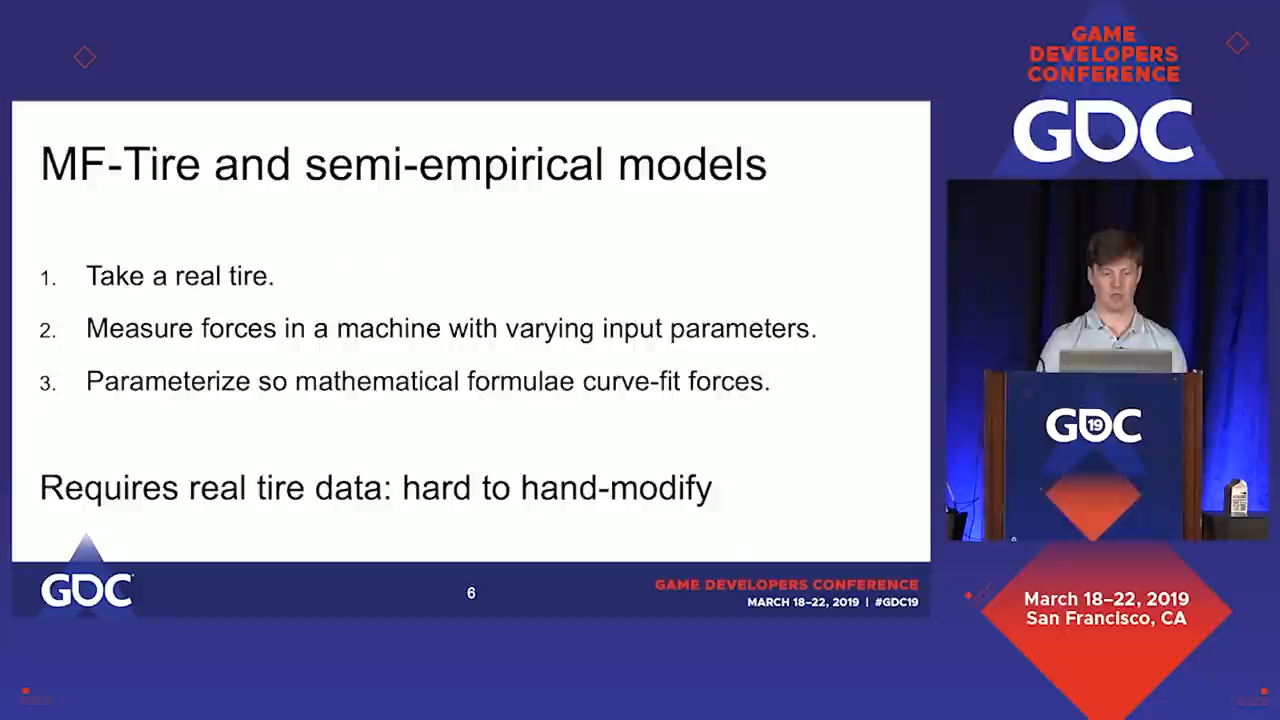 GAME
DEVELOPERS
CONFERENCE
GDC
MF-Tire and semi-empirical models
1. Take a real tire.
2. Measure forces in a machine with varying input parameters.
3. Parameterize so mathematical formulae curve-fit forces.
Requires real tire data: hard to hand-modify
GDC
6
GAME DEVELOPERS CONFERENCE
MARCH 18–22, 2019 | #GDC19
GDC
19
March 18–22, 2019
San Francisco, CA